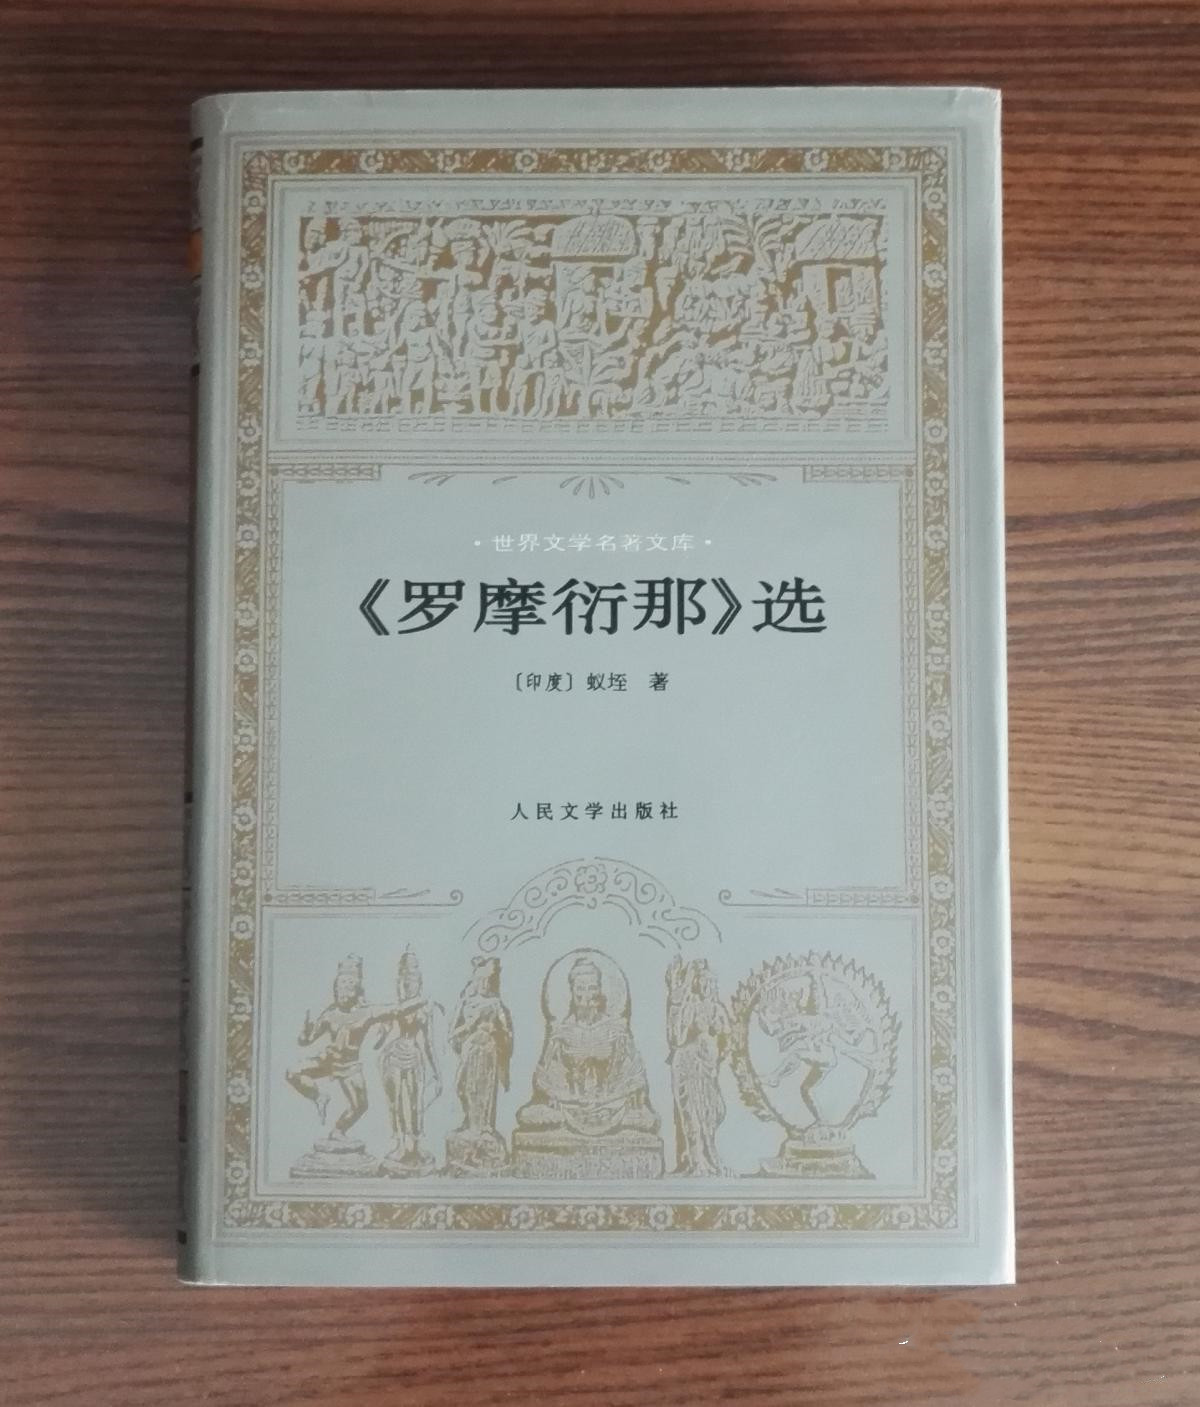 ·世界文学名著文库·
《罗摩衍那》选
〔印度〕蚁垤 著
人民文学出版社